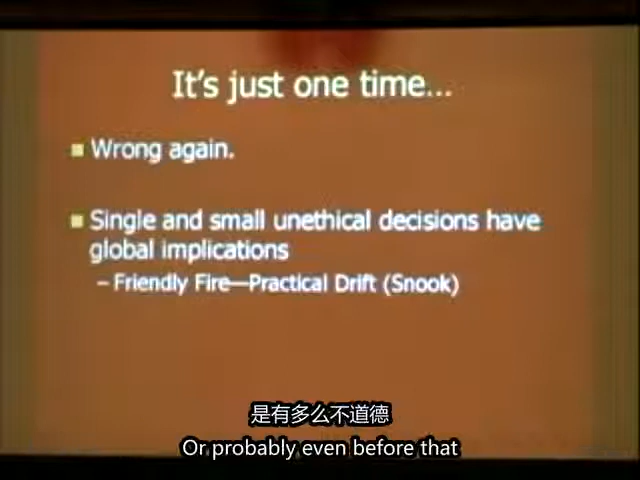 It's just one time...
Wrong again.
Single and small unethical decisions have
global implications
– Friendly Fire—Practical Drift (Snook)
是有多么不道德
Or probably even before that